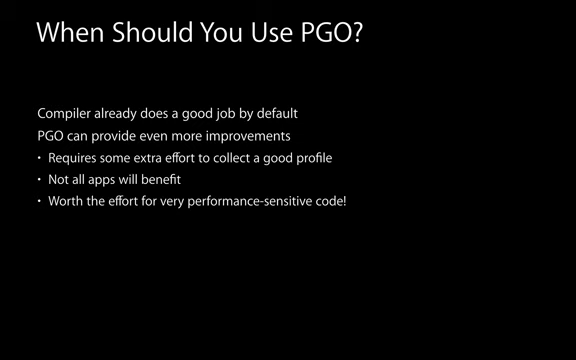 When Should You Use PGO?
Compiler already does a good job by default
PGO can provide even more improvements
• Requires some extra effort to collect a good profile
• Not all apps will benefit
• Worth the effort for very performance-sensitive code!